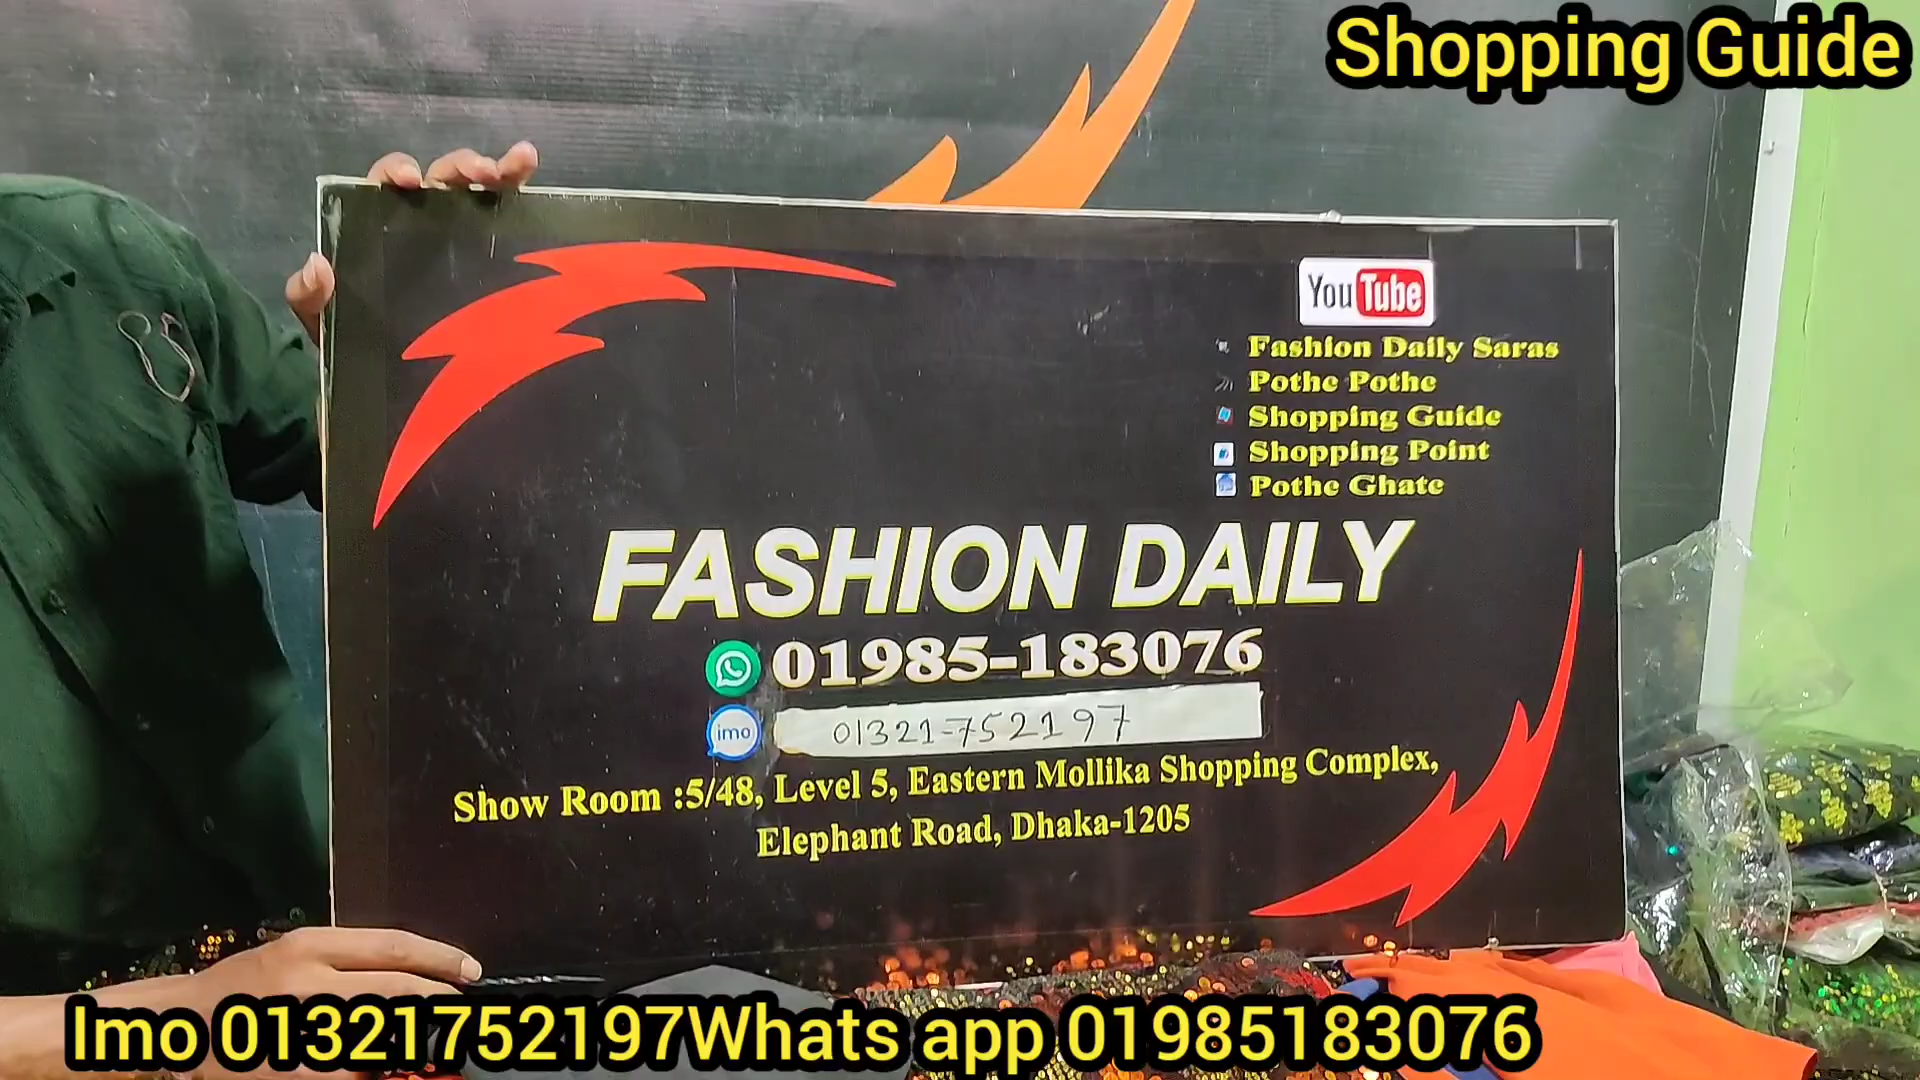 Shopping Guide
YouTube
Fashion Daily Saras
Pothe Pothe
Shopping Guide
Shopping Point
Pothe Ghate
FASHION DAILY
01985-183076
imo 01321-752197
Show Room :5/48, Level 5, Eastern Mollika Shopping Complex,
Elephant Road, Dhaka-1205
Imo 01321752197Whats app 01985183076